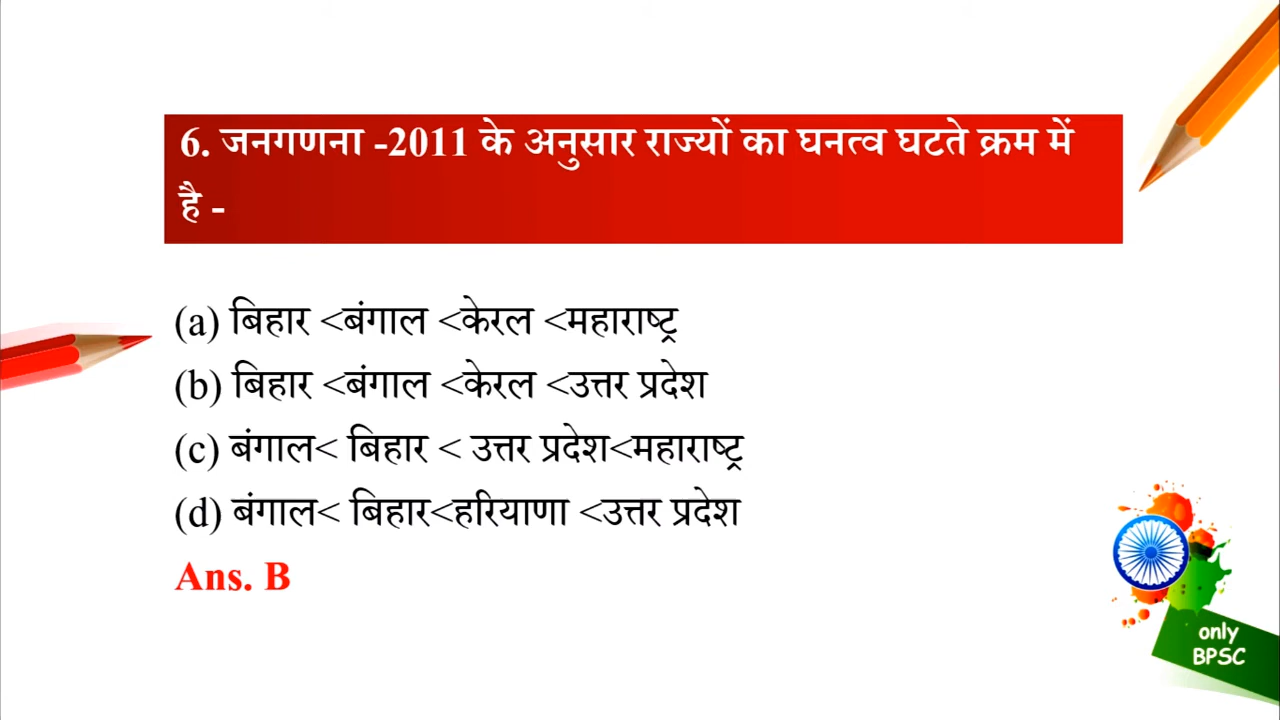 6. जनगणना -2011 के अनुसार राज्यों का घनत्व घटते क्रम में
है -
(a) बिहार <बंगाल <केरल <महाराष्ट्र
(b) बिहार <बंगाल <केरल <उत्तर प्रदेश
(c) बंगाल< बिहार < उत्तर प्रदेश<महाराष्ट्र
(d) बंगाल< बिहार<हरियाणा <उत्तर प्रदेश
Ans. B
only
BPSC